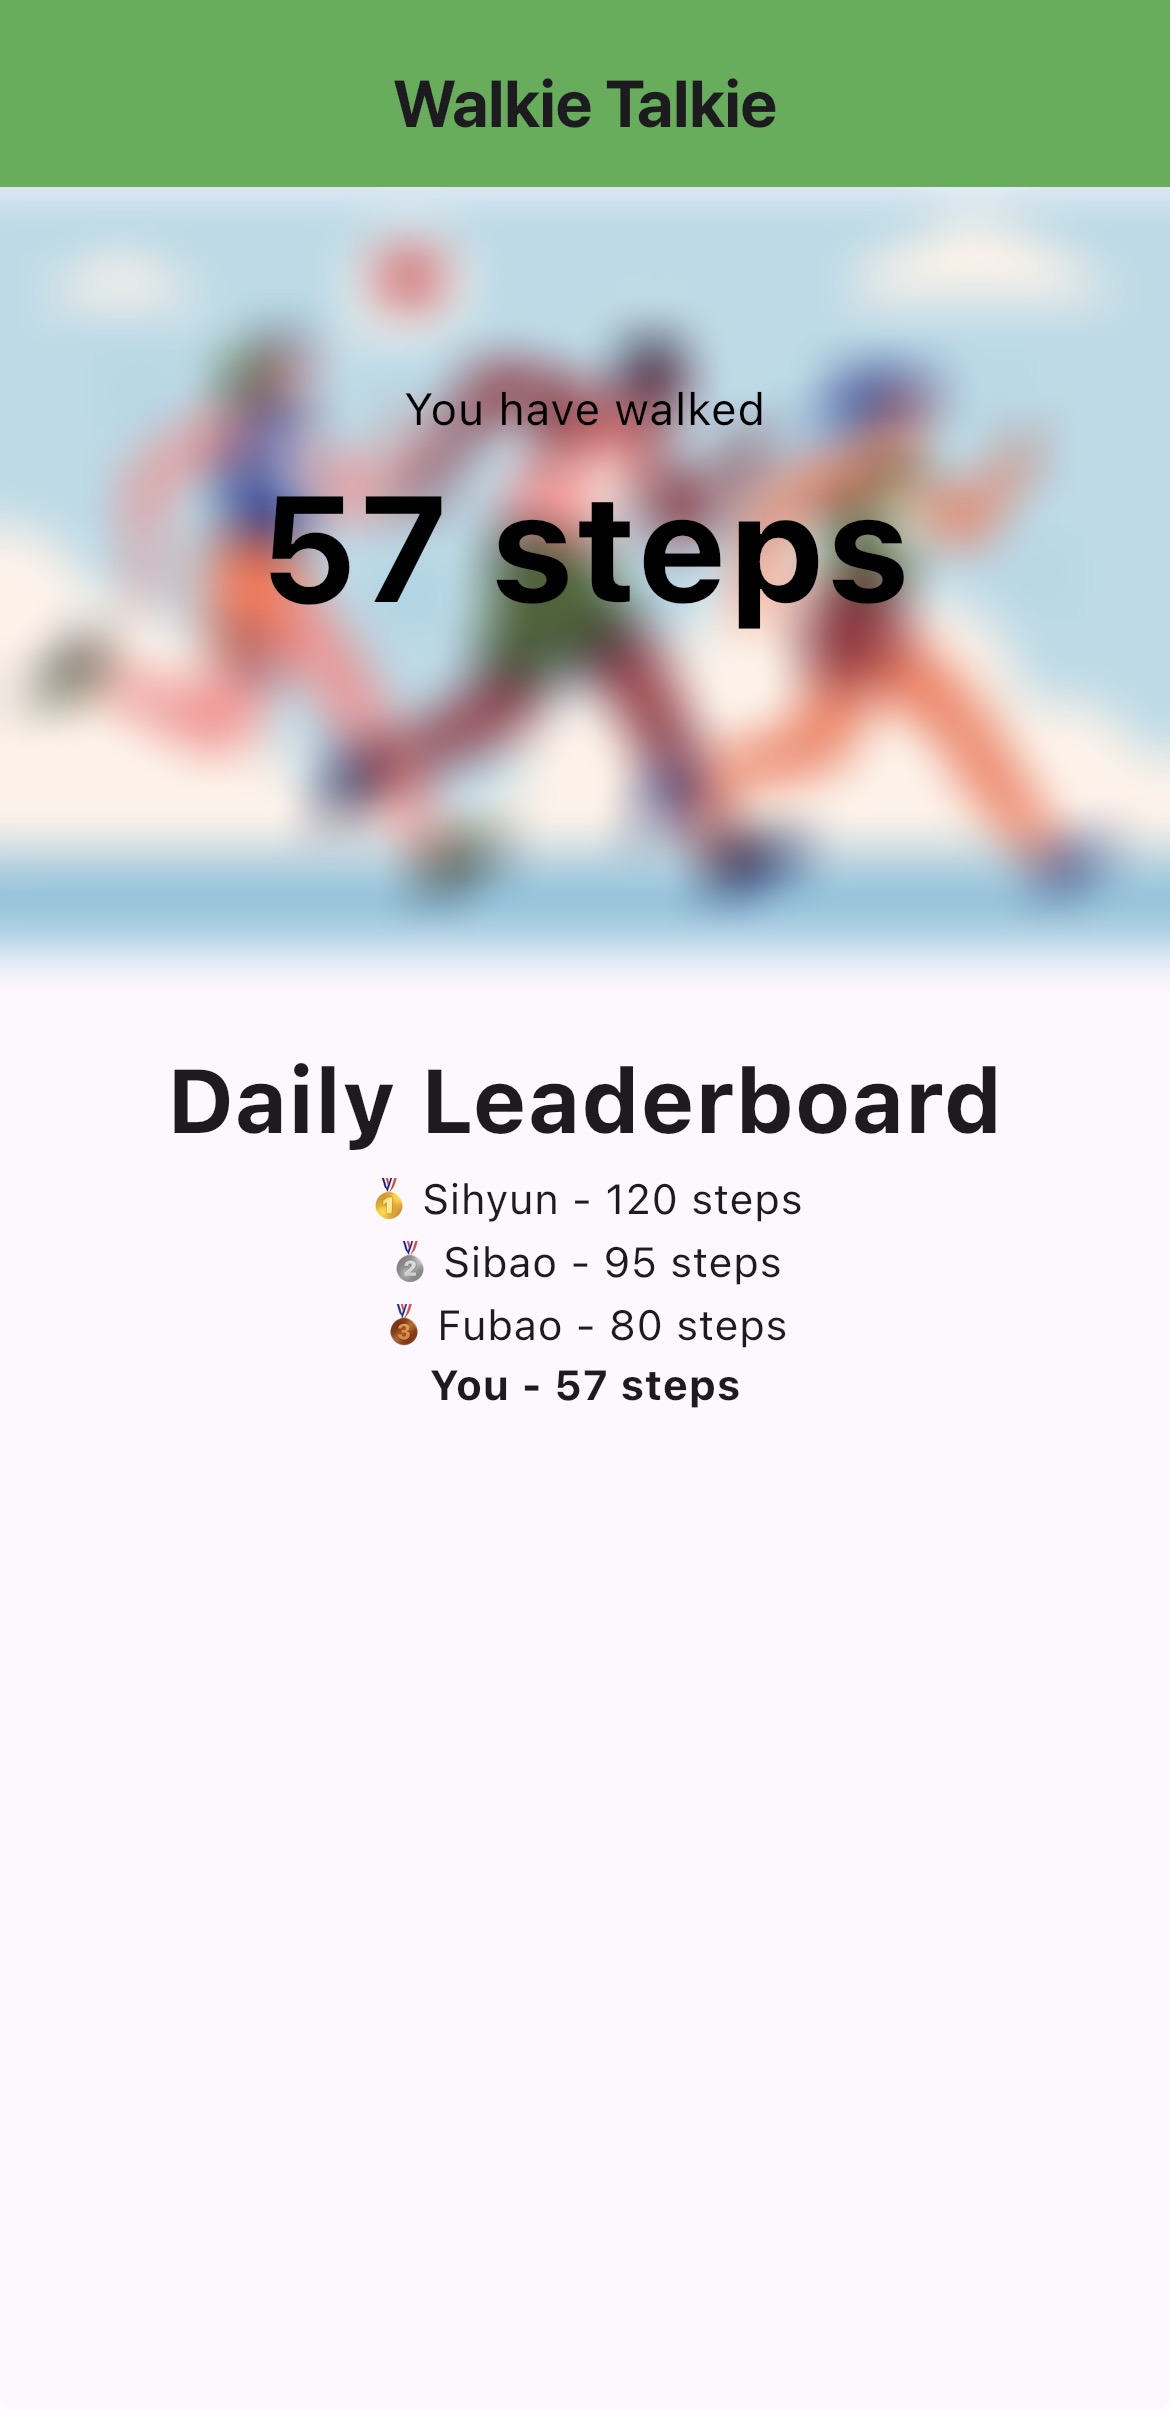 Walkie Talkie
You have walked
57 steps
Daily Leaderboard
🥇 Sihyun - 120 steps
🥈 Sibao - 95 steps
🥉 Fubao - 80 steps
You - 57 steps